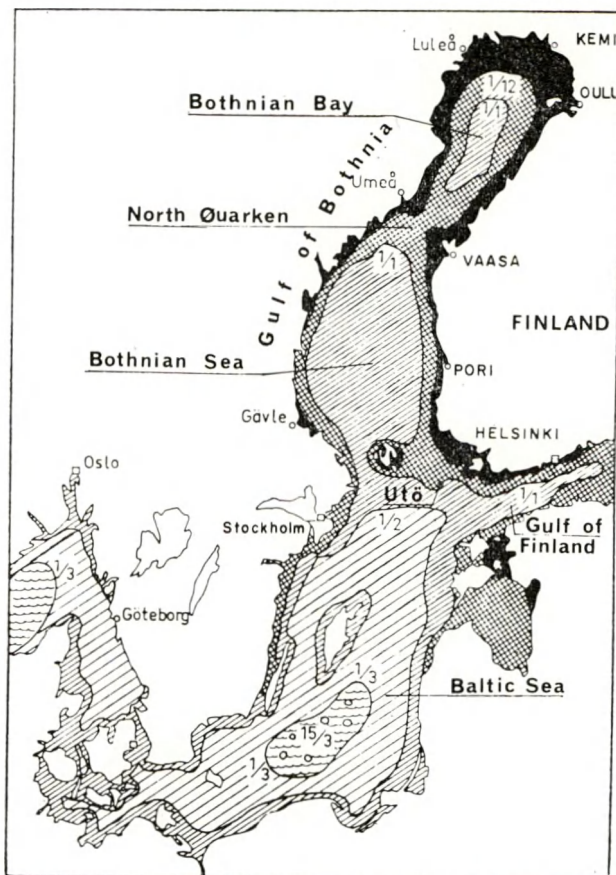 Luleå
KEMI
1/12
OULU
1/1
Bothnian Bay
Gulf of Bothnia
Umeå
North Øuarken
1/1
VAASA
FINLAND
Bothnian Sea
PORI
Gävle
HELSINKI
Oslo
Utö
1/1
Stockholm
1/2
Gulf of
Finland
1/3
Göteborg
1/3
Baltic Sea
15/3
1/3